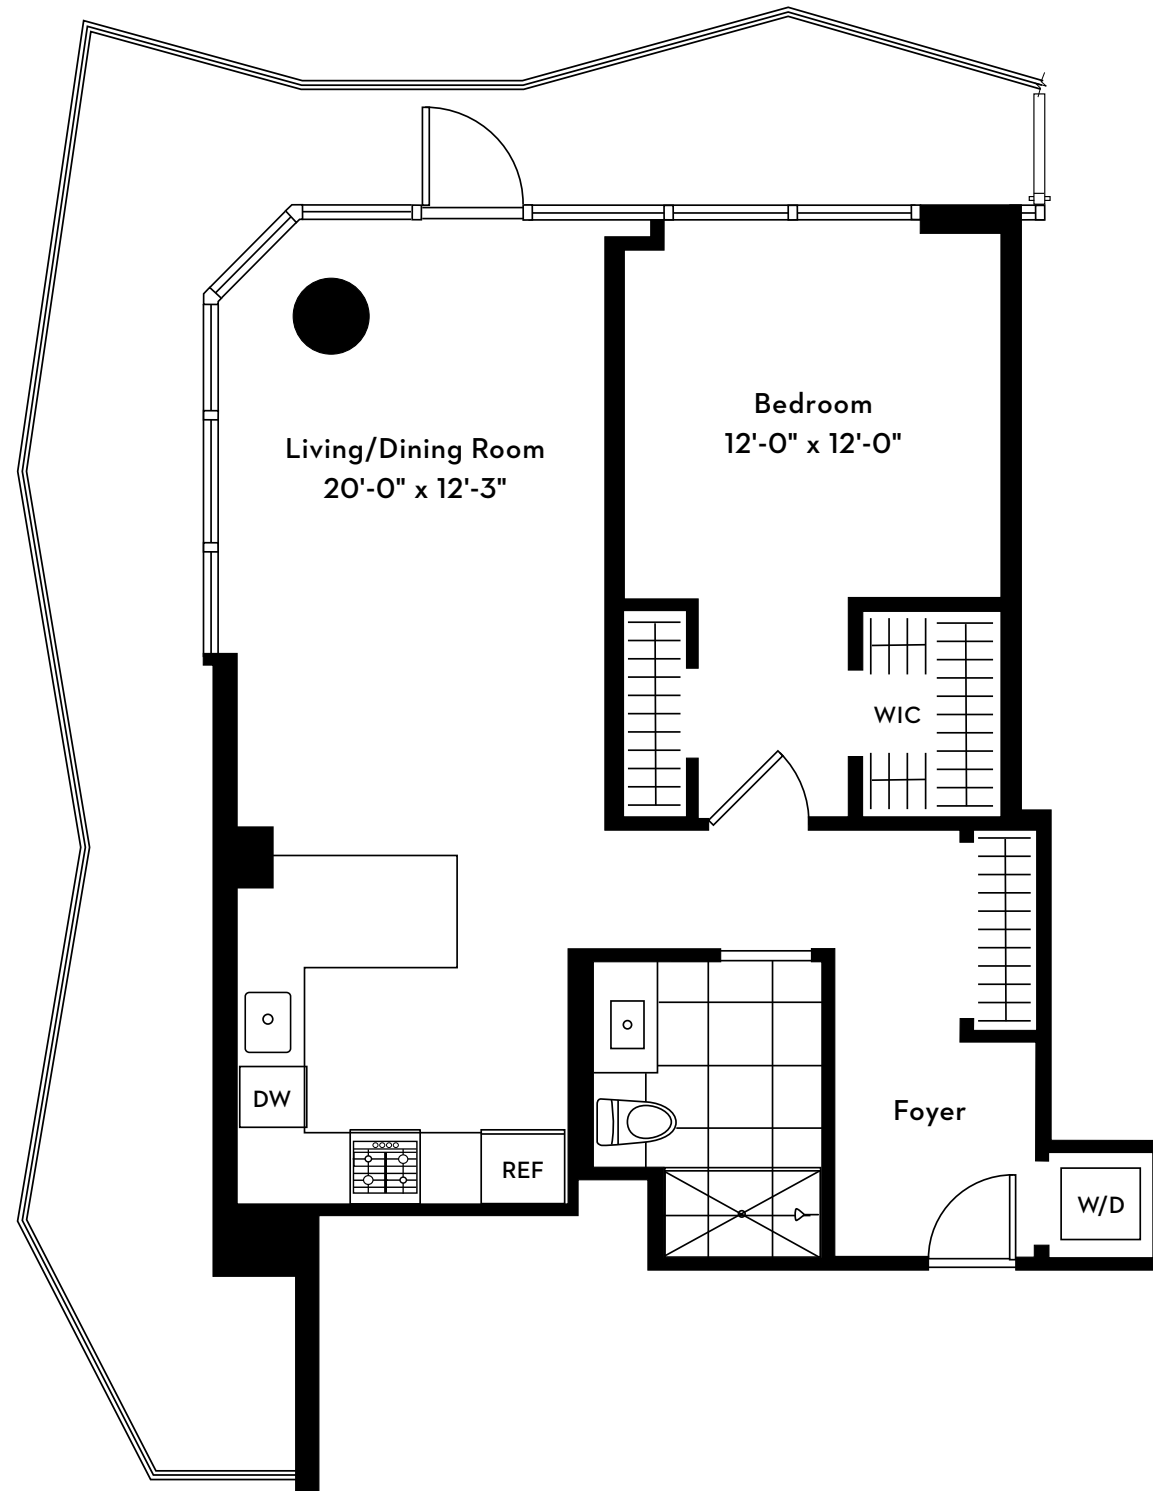 Bedroom
12'-0" x 12'-0"
Living/Dining Room
20'-0" x 12'-3"
WIC
DW
Foyer
REF
W/D